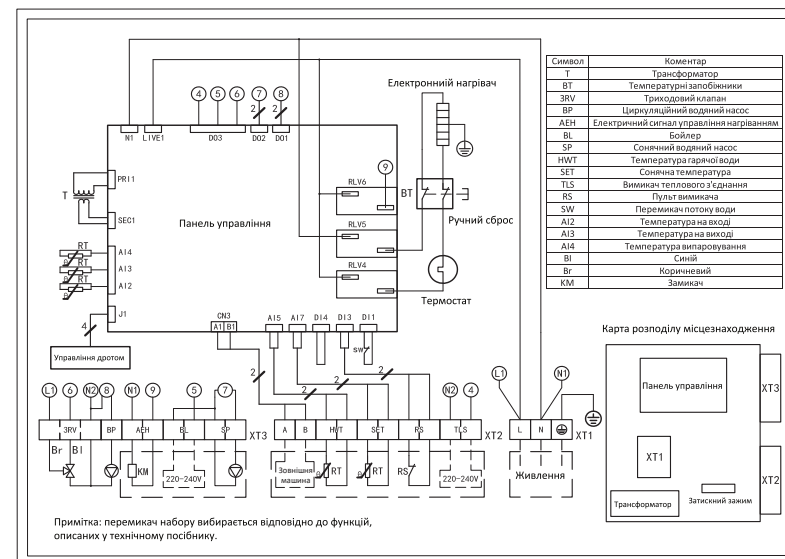 N1 LIVE1 DO3 DO2 DO1
4 5 6 7 8
2 2
PRI1
T
SEC1
Панель управління
RLV6
RLV5
RLV4
9
Електронниій нагрівач
BT
Ручний сброс
Термостат
RT AI4
RT AI3
RT AI2
θ θ θ
J1
4
Управління дротом
CN3
A1 B1
AI5 AI7 DI4 DI3 DI1
SW
2 2 2 2
L1 6 N2 8 N1 9 5 7
N2 4
L1 N1
3RV BP AEH BL SP XT3
A B HWT SET RS TLS XT2
L N XT1
Br Bl
KM
220-240V
Зовнішня
машина
θ RT
θ RT
RS
220-240V
Живлення
Символ Коментар
T Трансформатор
BT Температурні запобіжники
3RV Триходовий клапан
BP Циркуляційний водяний насос
AEH Електричний сигнал управління нагріванням
BL Бойлер
SP Сонячний водяний насос
HWT Температура гарячої води
SET Сонячна температура
TLS Вимикач теплового з'єднання
RS Пульт вимикача
SW Перемикач потоку води
AI2 Температура на вході
AI3 Температура на виході
AI4 Температура випаровування
Bl Синій
Br Коричневий
KM Замикач
Карта розподілу місцезнаходження
Панель управління
XT3
XT1
XT2
Трансформатор
Затискний зажим
Примітка: перемикач набору вибирається відповідно до функцій,
описаних у технічному посібнику.